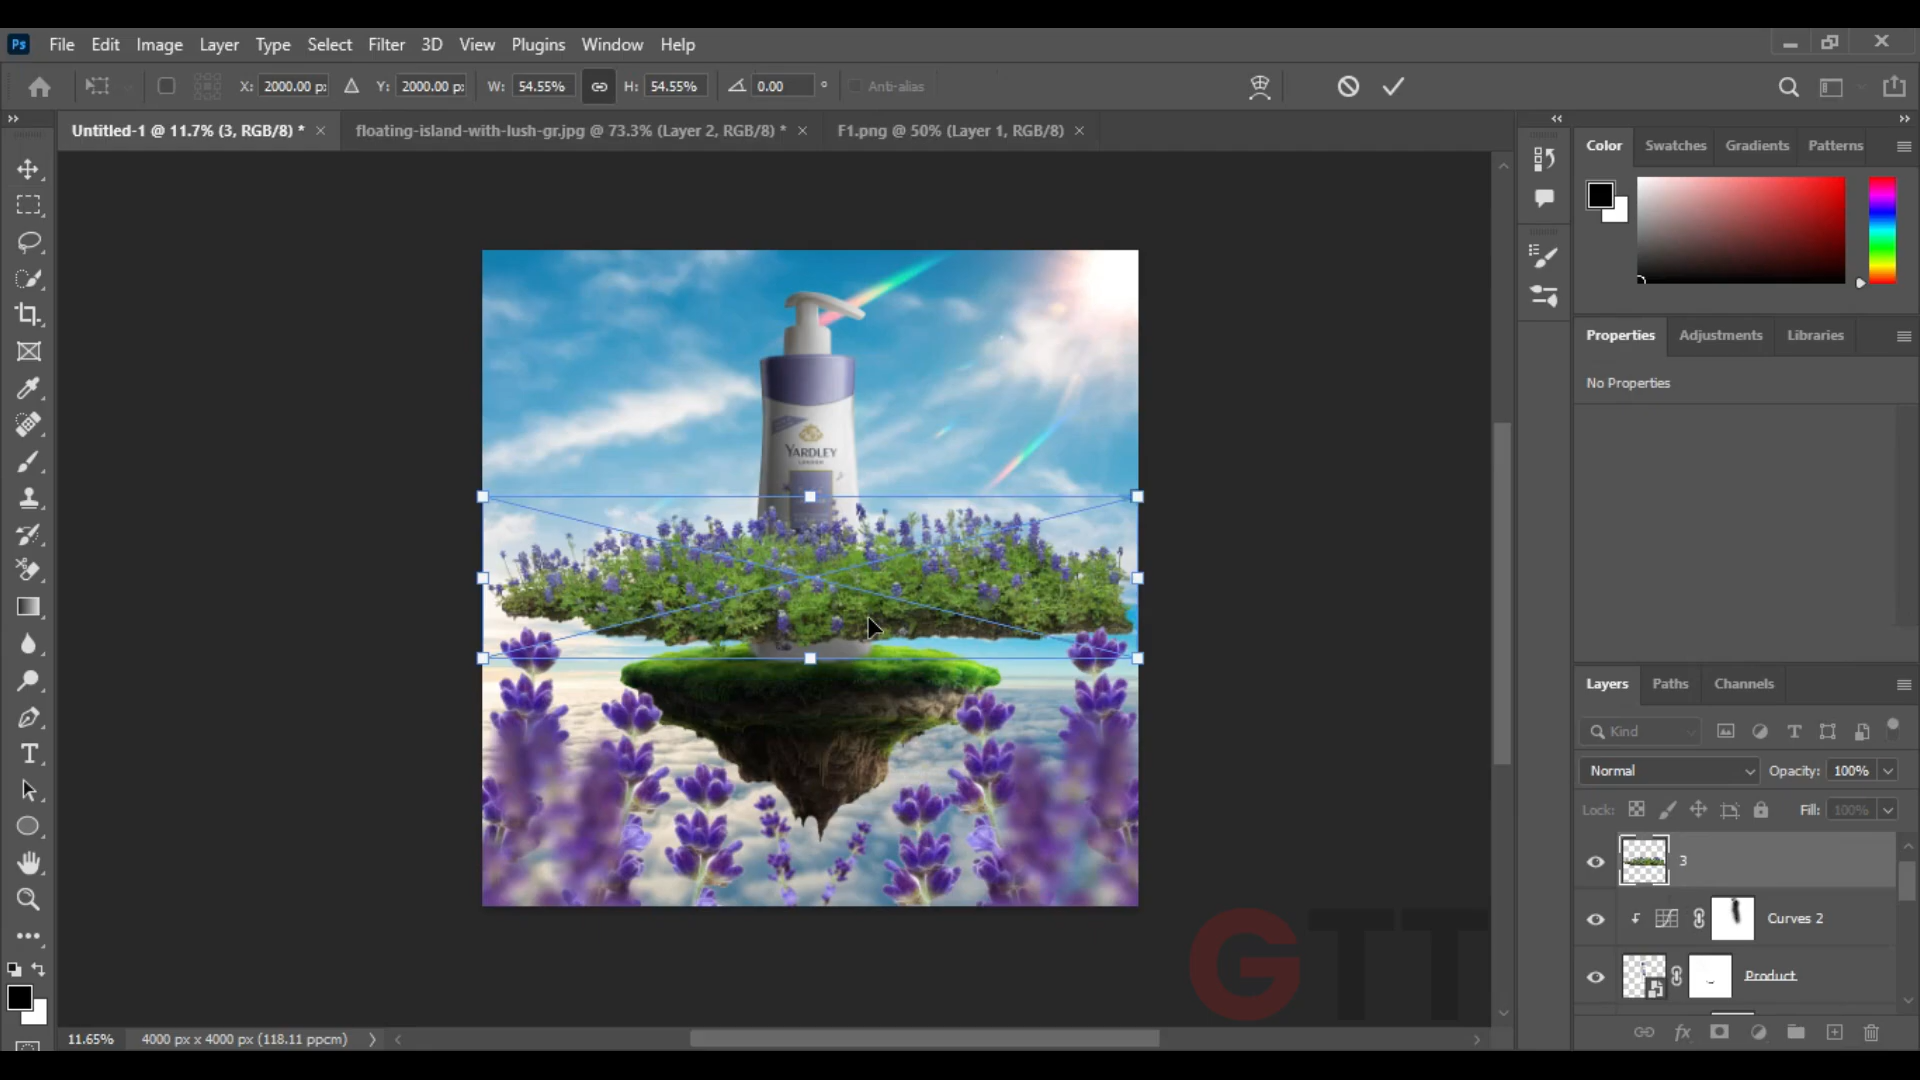 Ps File Edit Image Layer Type Select Filter 3D View Plugins Window Help
X: 2000.00 p Y: 2000.00 p W: 54.55% H: 54.55% 0.00 ° Anti-alias
Untitled-1 @ 11.7% (3, RGB/8) * × floating-island-with-lush-gr.jpg @ 73.3% (Layer 2, RGB/8) * × F1.png @ 50% (Layer 1, RGB/8) ×
Color Swatches Gradients Patterns
Properties Adjustments Libraries
No Properties
YARDLEY
LONDON
Layers Paths Channels
Kind
Normal Opacity: 100%
Lock: Fill: 100%
3
Curves 2
Product
GTT
11.65% 4000 px x 4000 px (118.11 ppcm)